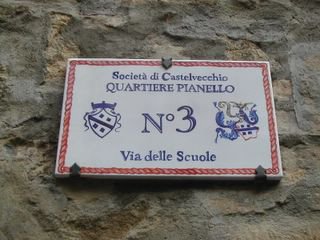 Società di Castelvecchio
QUARTIERE PIANELLO
N° 3
Via delle Scuole